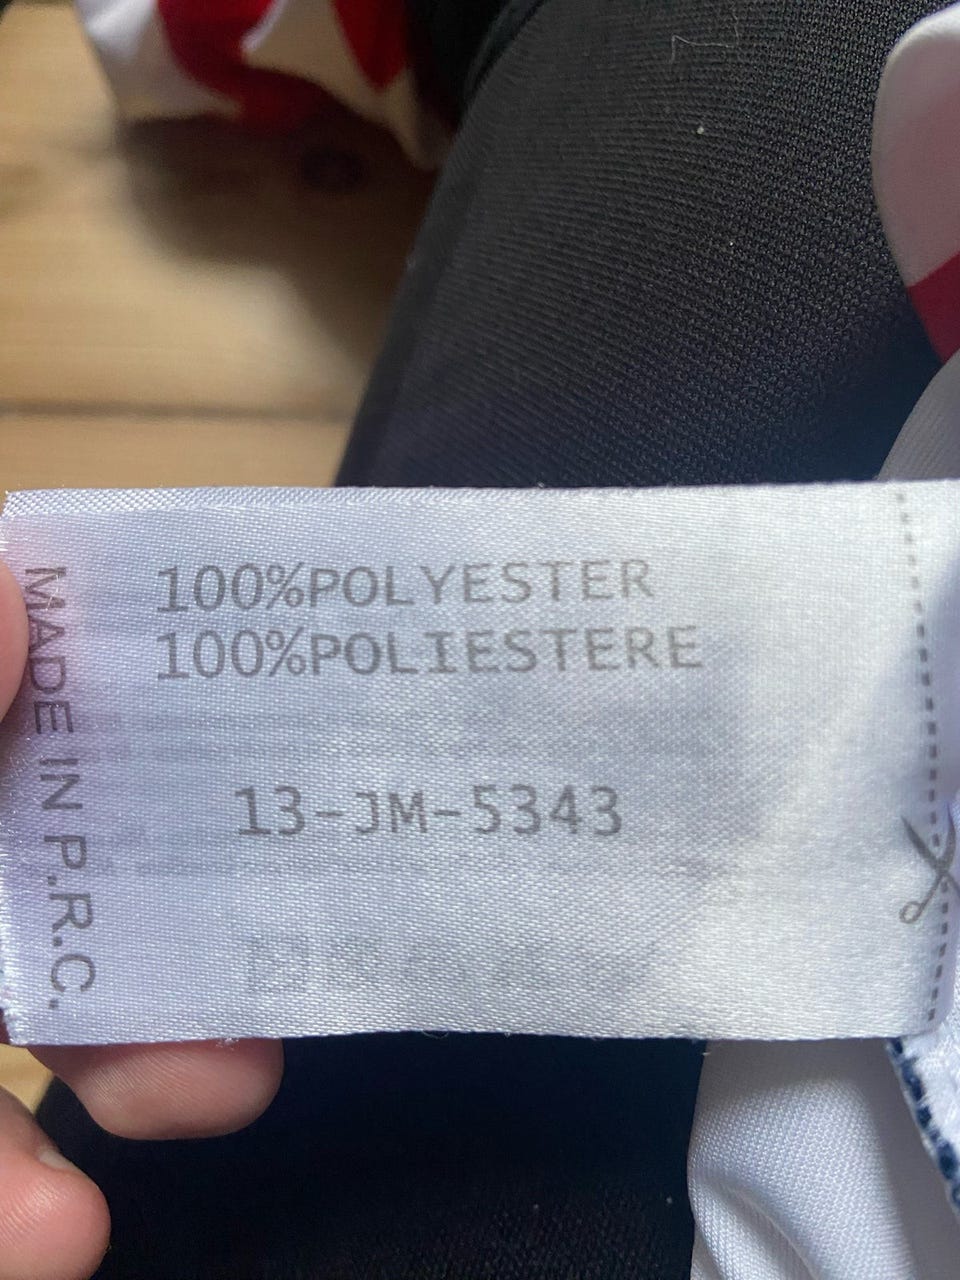 100%POLYESTER
100%POLIESTERE
13-JM-5343
MADE IN P.R.C.